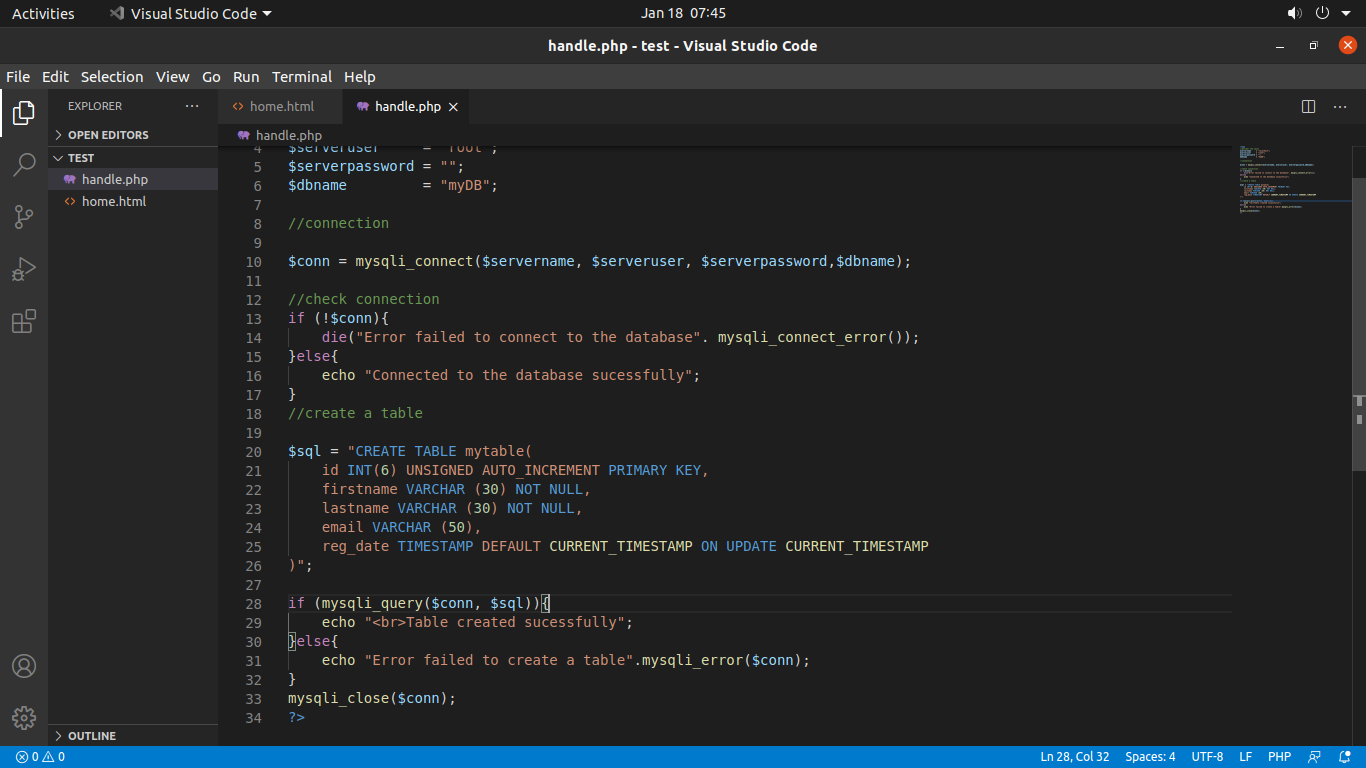 Activities
Visual Studio Code
Jan 18 07:45
handle.php - test - Visual Studio Code
File Edit Selection View Go Run Terminal Help
EXPLORER
···
home.html
handle.php
OPEN EDITORS
handle.php
TEST
handle.php
home.html
4 $serveruser = "root";
5 $serverpassword = "";
6 $dbname = "myDB";
7
8 //connection
9
10 $conn = mysqli_connect($servername, $serveruser, $serverpassword,$dbname);
11
12 //check connection
13 if (!$conn){
14 die("Error failed to connect to the database". mysqli_connect_error());
15 }else{
16 echo "Connected to the database sucessfully";
17 }
18 //create a table
19
20 $sql = "CREATE TABLE mytable(
21 id INT(6) UNSIGNED AUTO_INCREMENT PRIMARY KEY,
22 firstname VARCHAR (30) NOT NULL,
23 lastname VARCHAR (30) NOT NULL,
24 email VARCHAR (50),
25 reg_date TIMESTAMP DEFAULT CURRENT_TIMESTAMP ON UPDATE CURRENT_TIMESTAMP
26 )";
27
28 if (mysqli_query($conn, $sql)){
29 echo "<br>Table created sucessfully";
30 }else{
31 echo "Error failed to create a table".mysqli_error($conn);
32 }
33 mysqli_close($conn);
34 ?>
OUTLINE
0 0
Ln 28, Col 32
Spaces: 4
UTF-8
LF
PHP